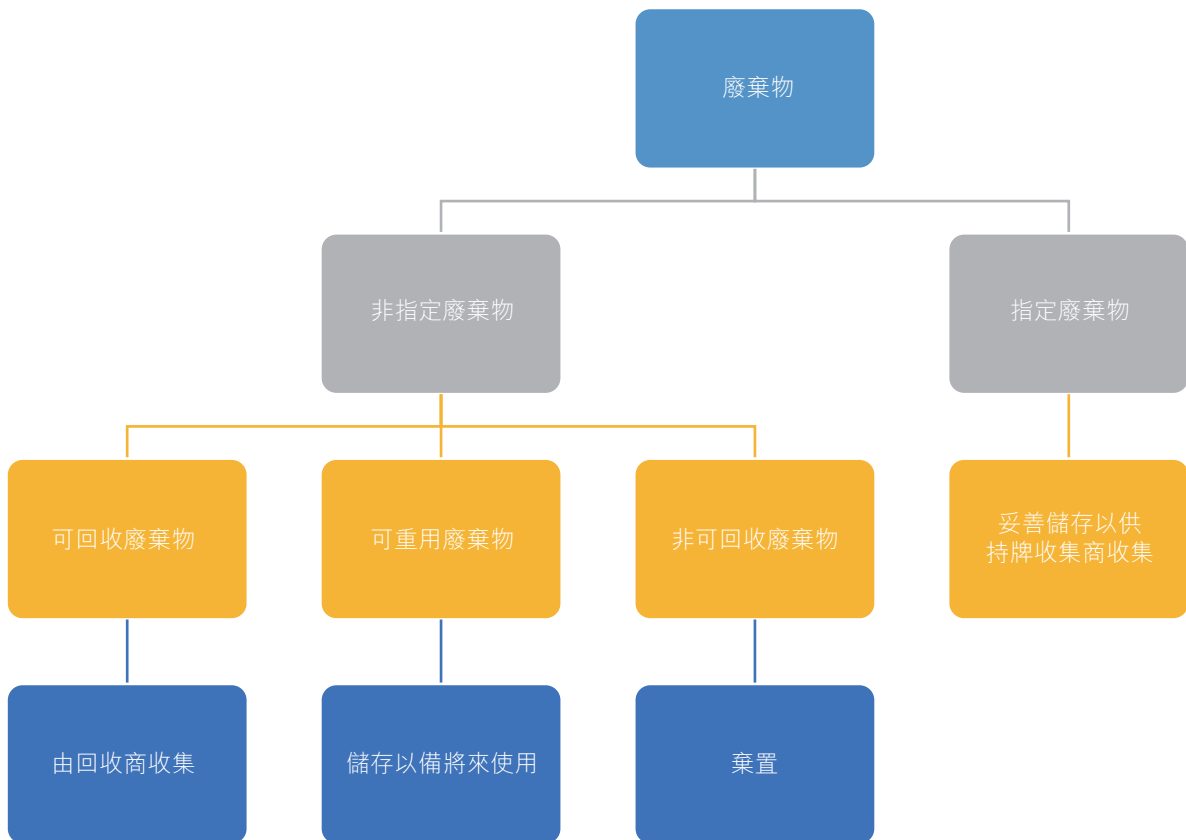 廢棄物
非指定廢棄物
指定廢棄物
可回收廢棄物
可重用廢棄物
非可回收廢棄物
妥善儲存以供
持牌收集商收集
由回收商收集
儲存以備將來使用
棄置